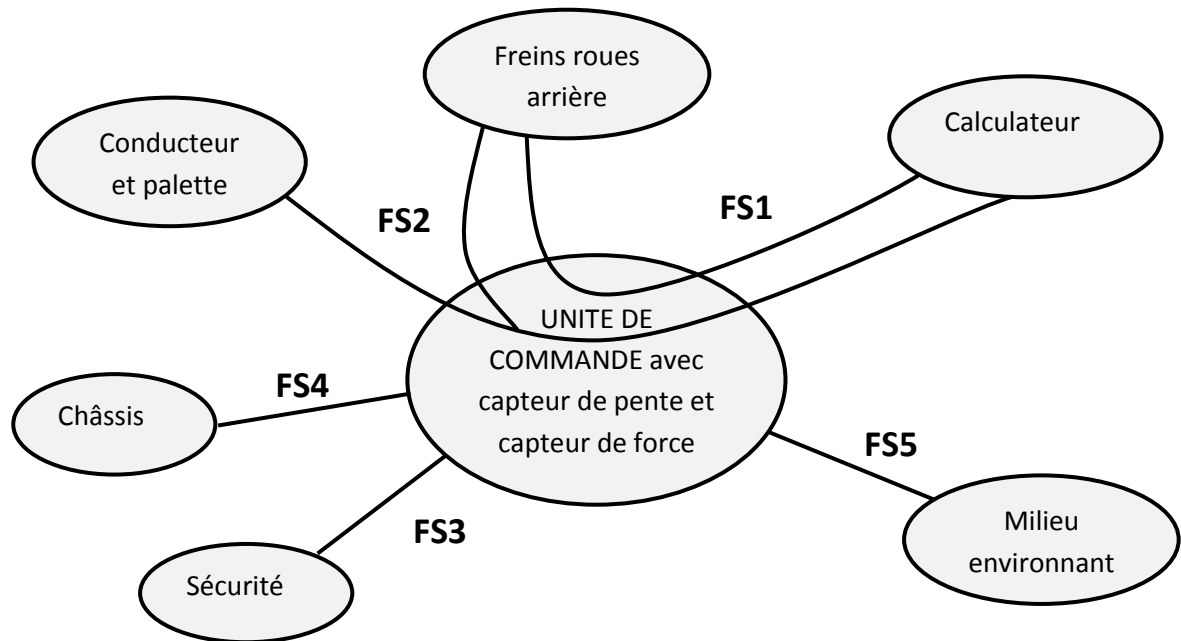 Freins roues
arrière
Calculateur
Conducteur
et palette
FS2
FS1
UNITE DE
COMMANDE avec
capteur de pente et
capteur de force
FS4
Châssis
FS5
FS3
Milieu
environnant
Sécurité